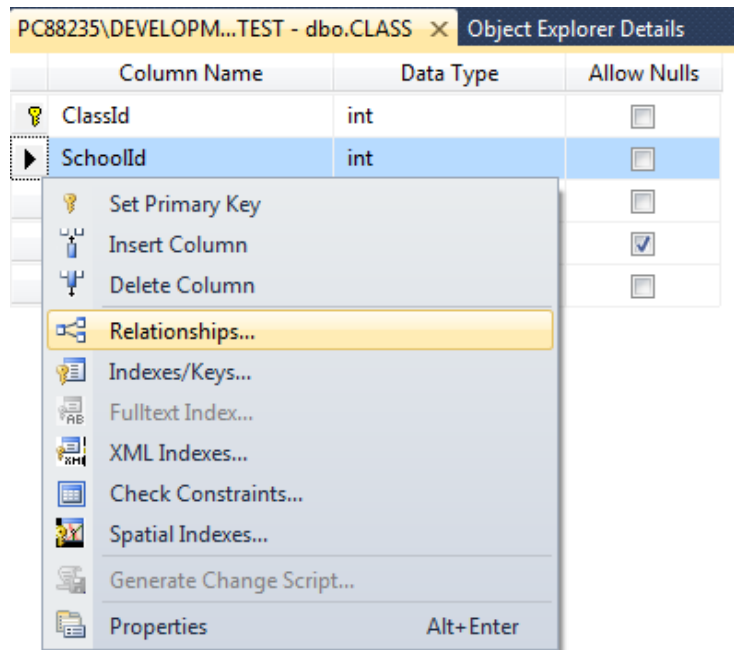 PC88235\DEVELOPM...TEST - dbo.CLASS Object Explorer Details
Column Name Data Type Allow Nulls
ClassId int
SchoolId int
Set Primary Key
Insert Column
Delete Column
Relationships...
Indexes/Keys...
Fulltext Index...
XML Indexes...
Check Constraints...
Spatial Indexes...
Generate Change Script...
Properties Alt+Enter